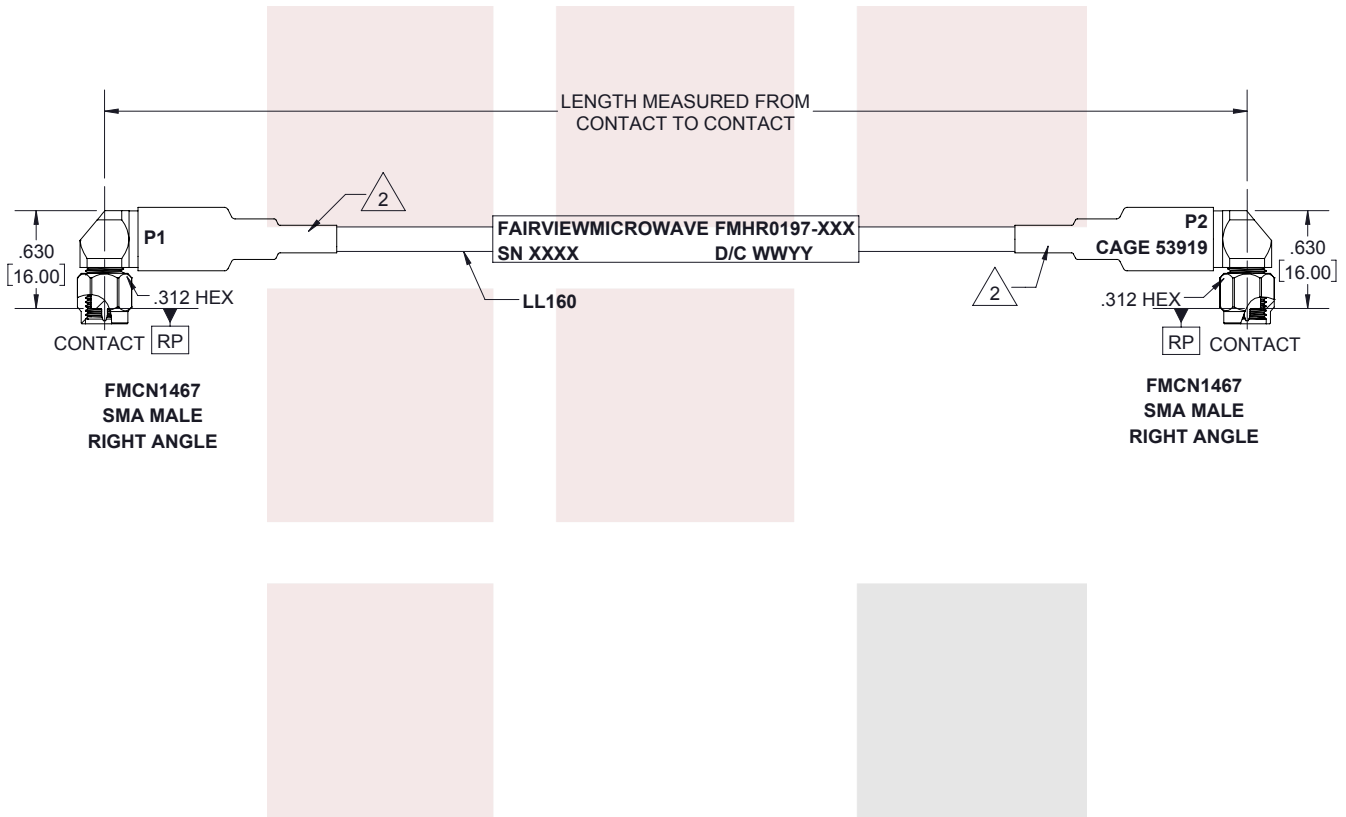 LENGTH MEASURED FROM
CONTACT TO CONTACT
2
P1
FAIRVIEWMICROWAVE FMHR0197-XXX
SN XXXX D/C WWYY
P2
CAGE 53919
.630
[16.00]
.630
[16.00]
.312 HEX
LL160
2
.312 HEX
CONTACT
RP
RP
CONTACT
FMCN1467
SMA MALE
RIGHT ANGLE
FMCN1467
SMA MALE
RIGHT ANGLE